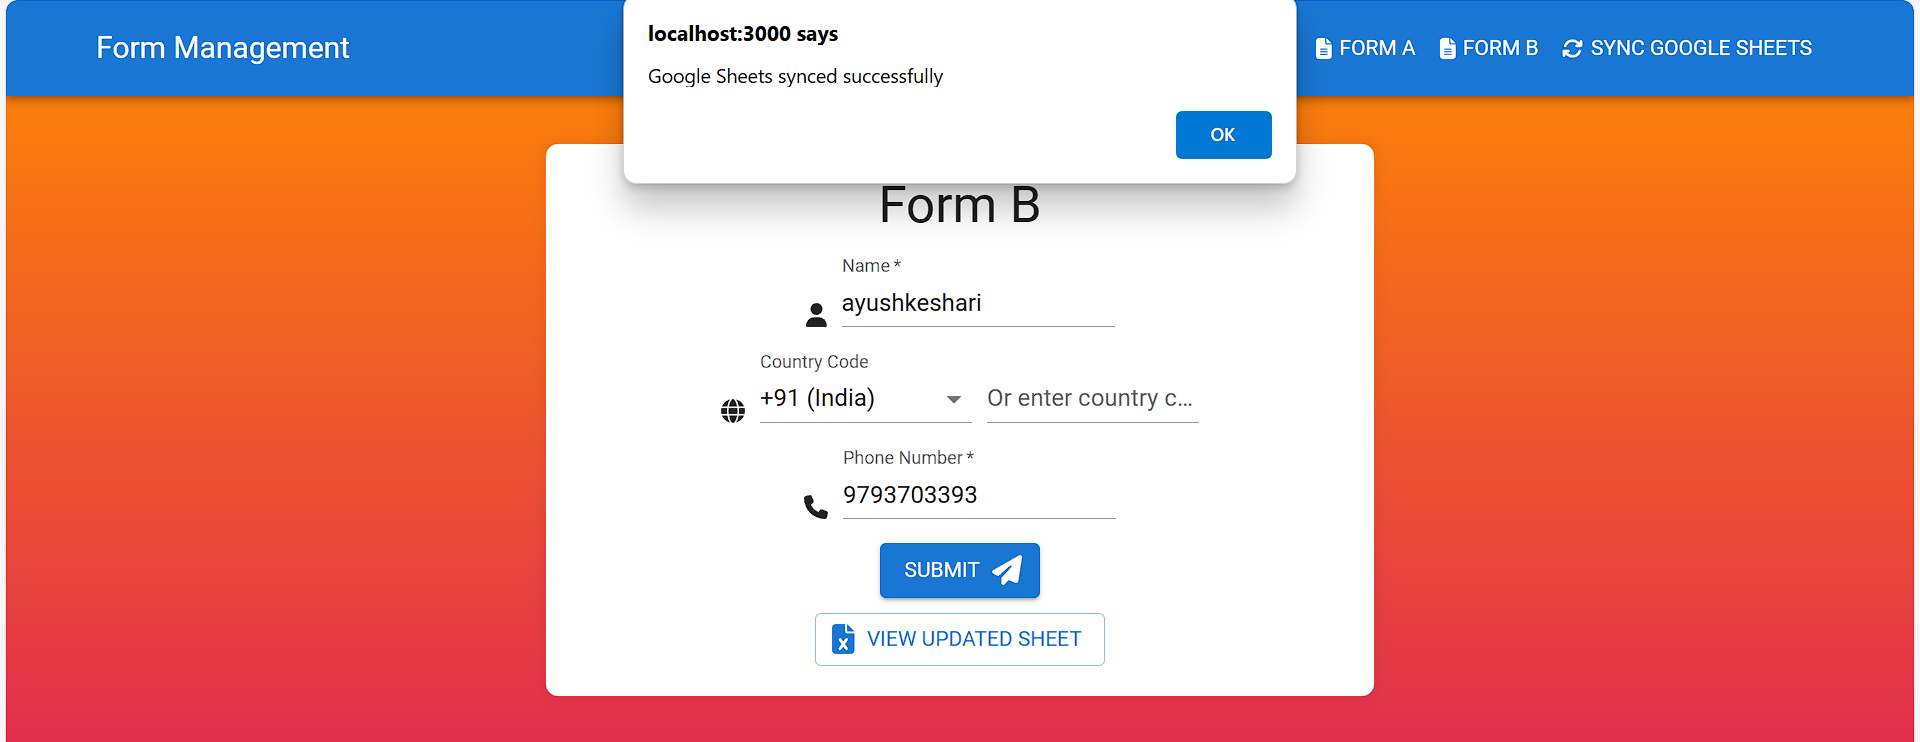 Form Management
localhost:3000 says
Google Sheets synced successfully
OK
FORM A
FORM B
SYNC GOOGLE SHEETS
Form B
Name *
ayushkeshari
Country Code
+91 (India)
Or enter country c...
Phone Number *
9793703393
SUBMIT
VIEW UPDATED SHEET